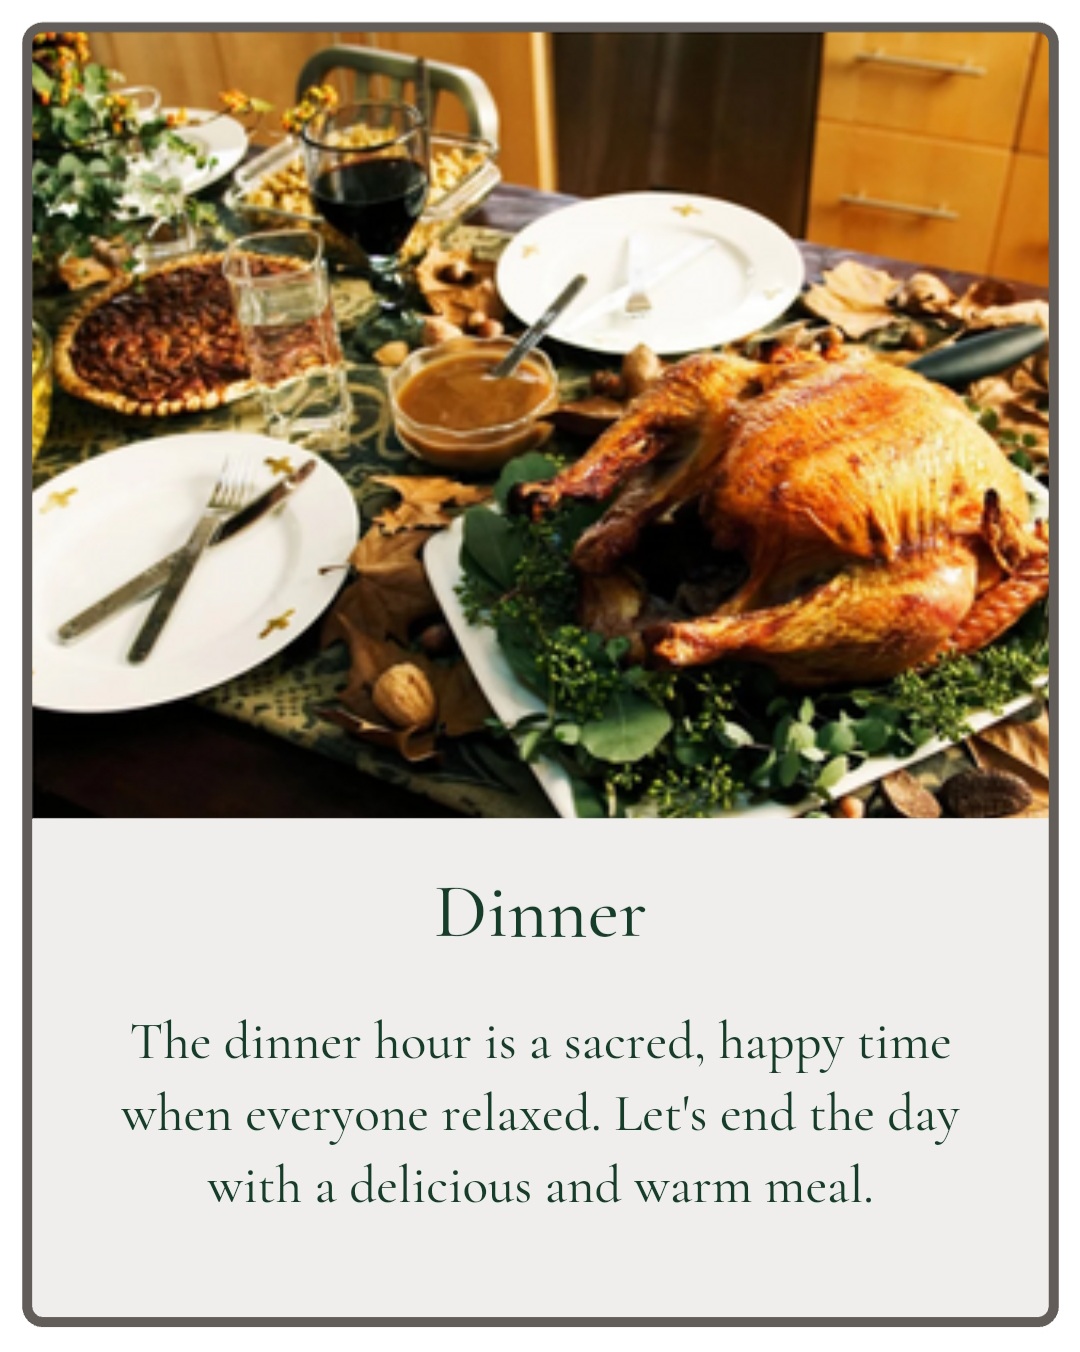 Dinner
The dinner hour is a sacred, happy time
when everyone relaxed. Let's end the day
with a delicious and warm meal.